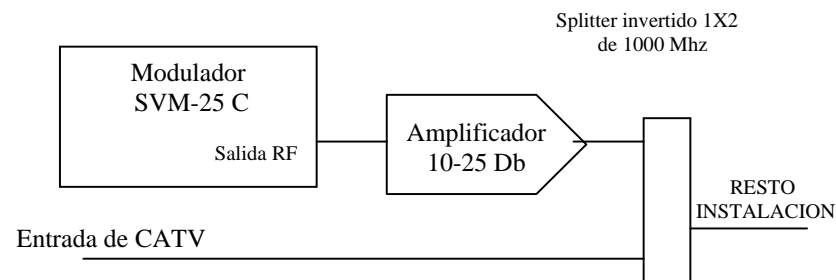 Splitter invertido 1X2
de 1000 Mhz
Modulador
SVM-25 C
Salida RF
Amplificador
10-25 Db
RESTO
INSTALACION
Entrada de CATV